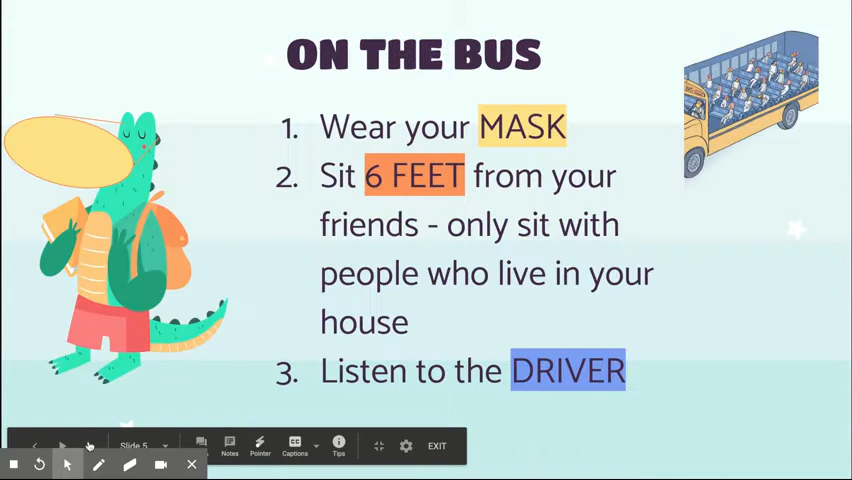 ON THE BUS
1. Wear your MASK
2. Sit 6 FEET from your
friends - only sit with
people who live in your
house
3. Listen to the DRIVER
Slide 5
Notes Pointer Captions Tips EXIT